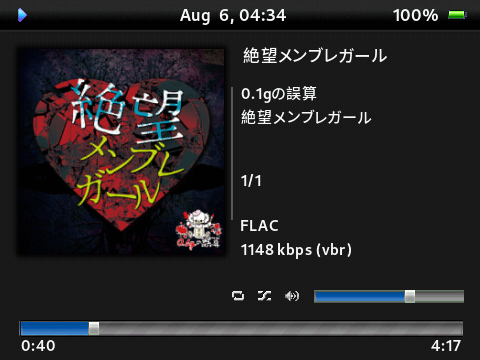 Aug 6, 04:34
100%
絶望メンブレガール
0.1gの誤算
絶望メンブレガール
1/1
FLAC
1148 kbps (vbr)
絶望
メンブレ
ガール
0:40
4:17